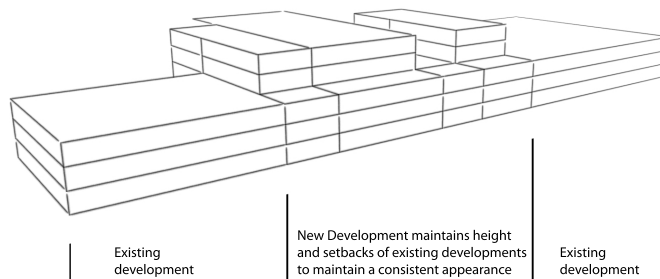 Existing
development
New Development maintains height
and setbacks of existing developments
to maintain a consistent appearance
Existing
development